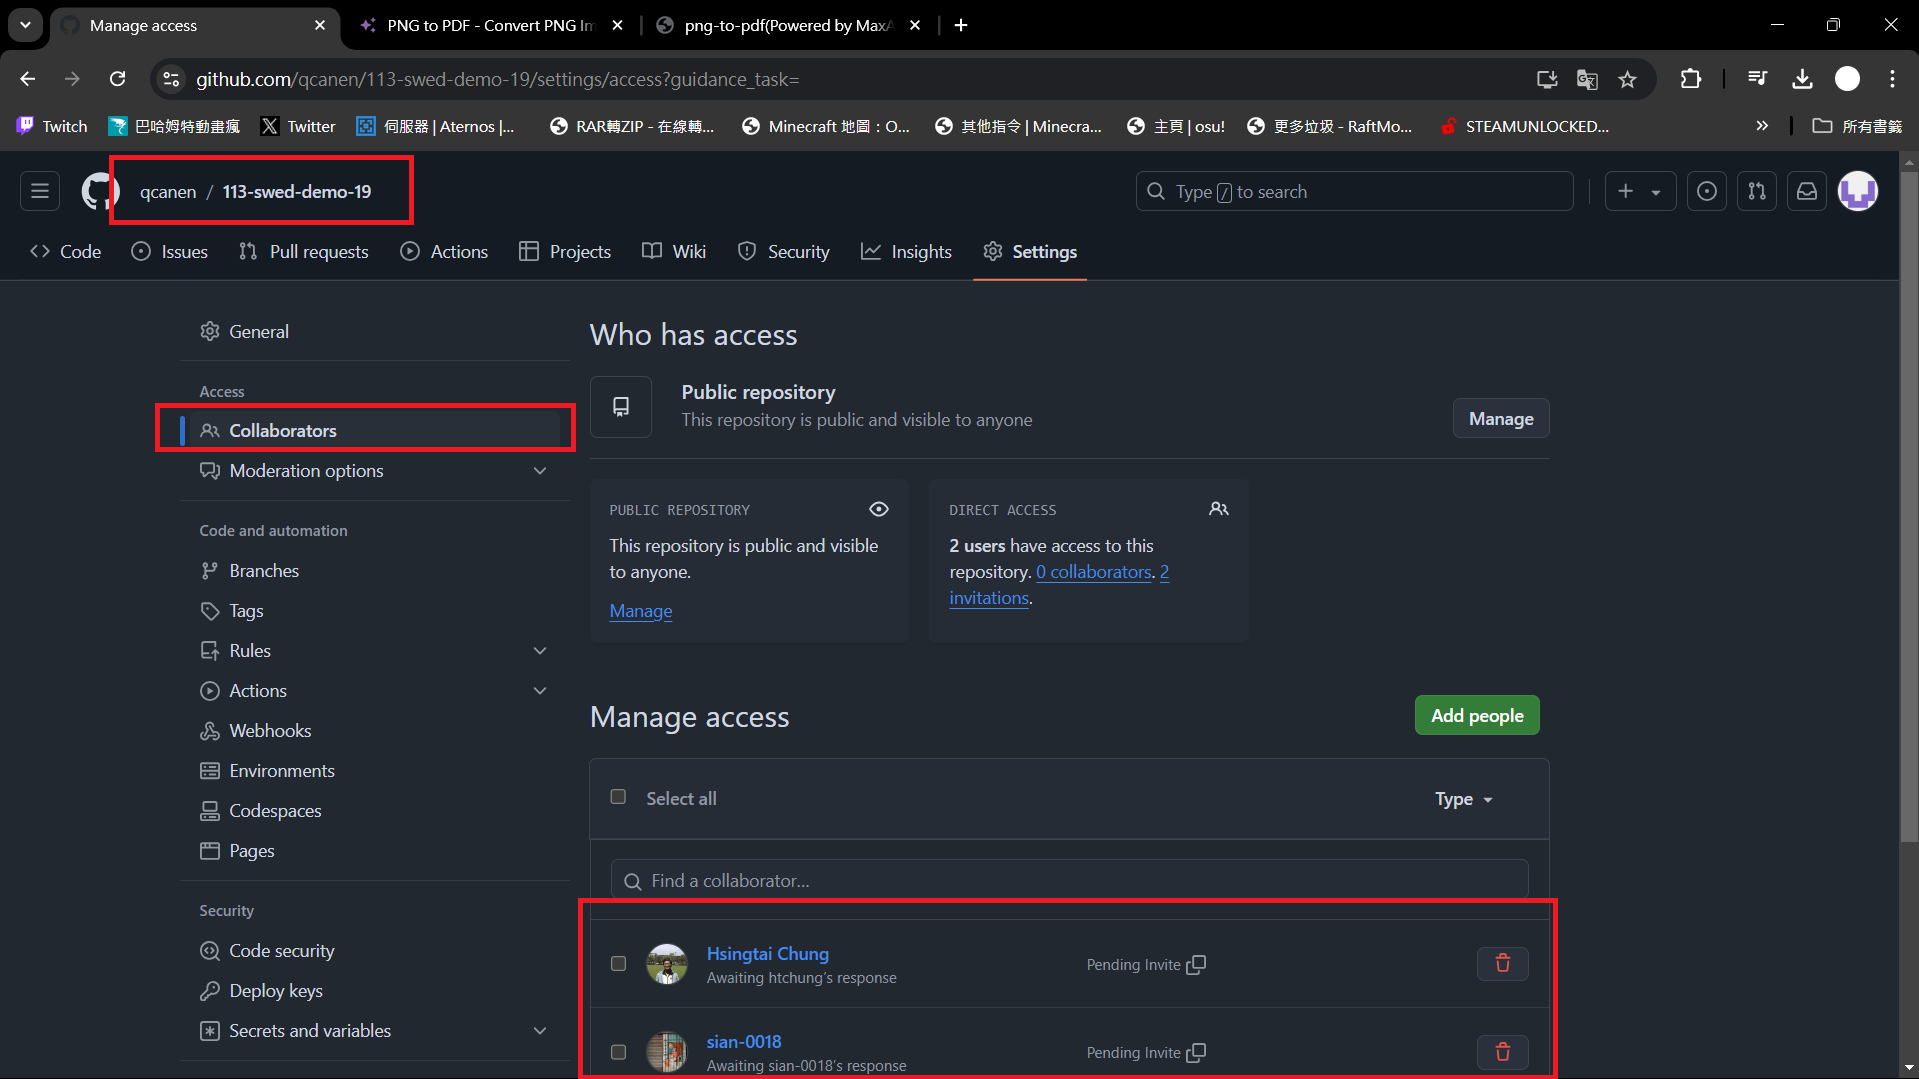 Manage access
PNG to PDF - Convert PNG Im
png-to-pdf(Powered by MaxA
github.com/qcanen/113-swed-demo-19/settings/access?guidance_task=
Twitch
巴哈姆特動畫瘋
Twitter
伺服器 | Aternos |...
RAR轉ZIP - 在線轉...
Minecraft 地圖：O...
其他指令 | Minecra...
主頁 | osu!
更多垃圾 - RaftMo...
STEAMUNLOCKED...
所有書籤
qcanen / 113-swed-demo-19
Type / to search
Code
Issues
Pull requests
Actions
Projects
Wiki
Security
Insights
Settings
General
Access
Collaborators
Moderation options
Code and automation
Branches
Tags
Rules
Actions
Webhooks
Environments
Codespaces
Pages
Security
Code security
Deploy keys
Secrets and variables
Who has access
Public repository
This repository is public and visible to anyone
Manage
PUBLIC REPOSITORY
This repository is public and visible
to anyone.
Manage
DIRECT ACCESS
2 users have access to this
repository. 0 collaborators. 2
invitations.
Manage access
Add people
Select all
Type
Find a collaborator...
Hsingtai Chung
Awaiting htchung's response
Pending Invite
sian-0018
Awaiting sian-0018's response
Pending Invite